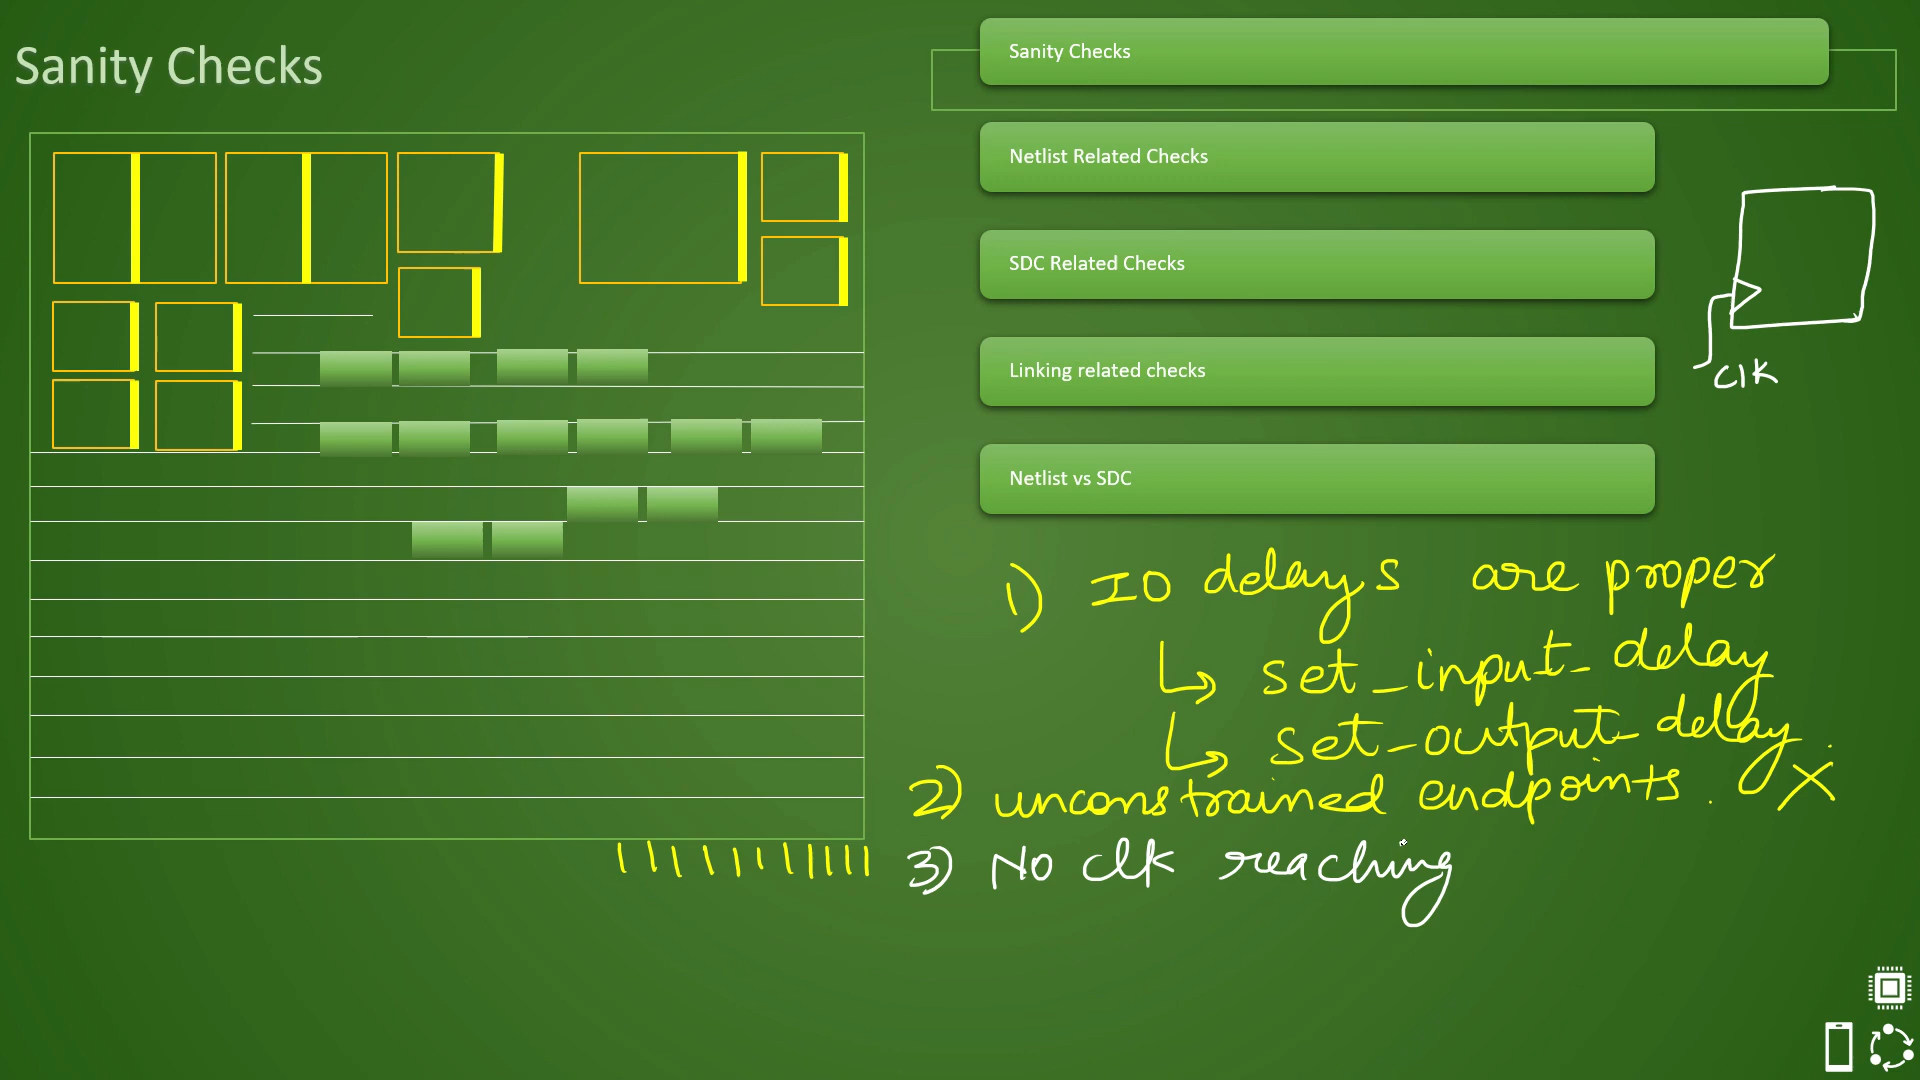 Sanity Checks
Sanity Checks
Netlist Related Checks
SDC Related Checks
Linking related checks
Netlist vs SDC
clk
1) IO delays are proper
↳ set_input_delay
↳ set_output_delay
2) unconstrained endpoints. X
3) No clk reaching